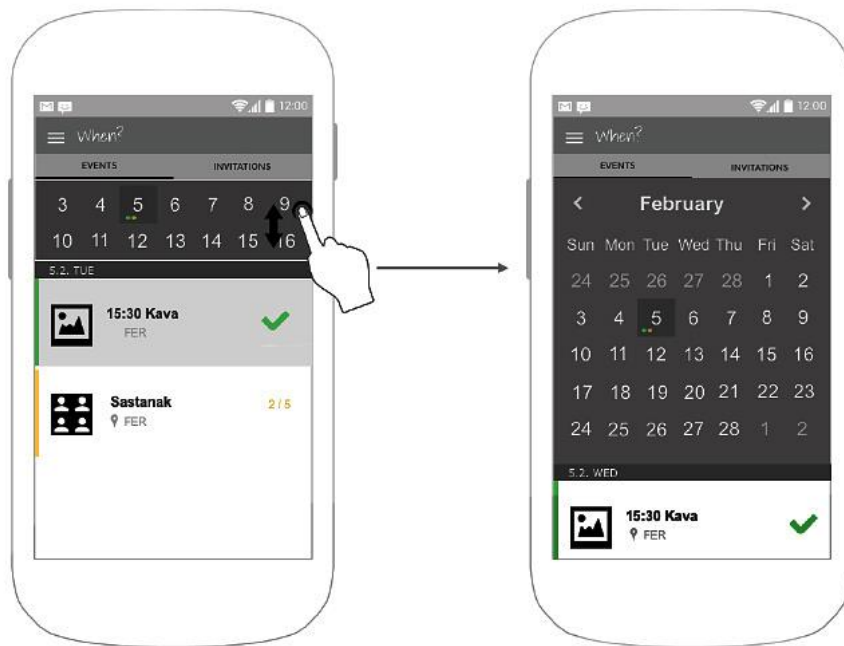 12:00
When?
EVENTS INVITATIONS
3 4 5 6 7 8 9
10 11 12 13 14 15 16
5.2. TUE
15:30 Kava
FER
Sastanak 2/5
FER
12:00
When?
EVENTS INVITATIONS
< February >
Sun Mon Tue Wed Thu Fri Sat
24 25 26 27 28 1 2
3 4 5 6 7 8 9
10 11 12 13 14 15 16
17 18 19 20 21 22 23
24 25 26 27 28 1 2
5.2. WED
15:30 Kava
FER